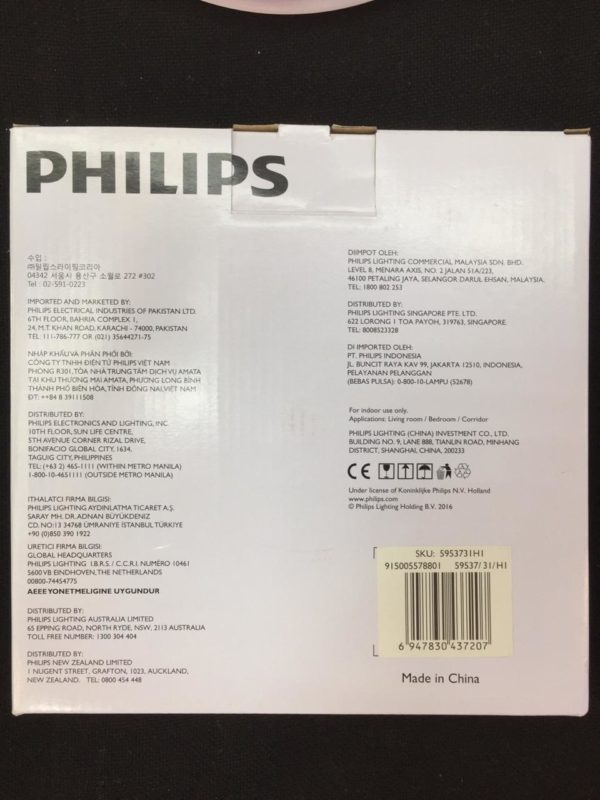 PHILIPS
수입 :
㈜필립스라이팅코리아
04342 서울시 용산구 소월로 272 #302
Tel : 02-591-0223
IMPORTED AND MARKETED BY:
PHILIPS ELECTRICAL INDUSTRIES OF PAKISTAN LTD.
6TH FLOOR, BAHRIA COMPLEX 1,
24, M.T KHAN ROAD, KARACHI - 74000, PAKISTAN
TEL: 111-786-777 OR (021) 35644271-75
NHẬP KHẨU VÀ PHÂN PHỐI BỞI:
CÔNG TY TNHH ĐIỆN TỬ PHILIPS VIỆT NAM
PHÒNG R301, TÒA NHÀ TRUNG TÂM DỊCH VỤ AMATA
TẠI KHU THƯƠNG MẠI AMATA, PHƯỜNG LONG BÌNH
THÀNH PHỐ BIÊN HÒA, TỈNH ĐỒNG NAI, VIỆT NAM
ĐT: ++84 8 39111508
DISTRIBUTED BY:
PHILIPS ELECTRONICS AND LIGHTING, INC.
10TH FLOOR, SUN LIFE CENTRE,
5TH AVENUE CORNER RIZAL DRIVE,
BONIFACIO GLOBAL CITY, 1634,
TAGUIG CITY, PHILIPPINES
TEL: (+63 2) 465-1111 (WITHIN METRO MANILA)
1-800-10-4651111 (OUTSIDE METRO MANILA)
ITHALATCI FIRMA BILGISI:
PHILIPS LIGHTING AYDINLATMA TICARET A.Ş.
SARAY MH. DR. ADNAN BÜYÜKDENIZ
CD. NO:13 34768 ÜMRANIYE ISTANBUL TÜRKIYE
+90 (0)850 390 1922
URETICI FIRMA BILGISI:
GLOBAL HEADQUARTERS
PHILIPS LIGHTING I.B.R.S. / C.C.R.I. NUMÉRO 10461
5600 VB EINDHOVEN, THE NETHERLANDS
00800-74454775
AEEE YONETMELIGINE UYGUNDUR
DISTRIBUTED BY:
PHILIPS LIGHTING AUSTRALIA LIMITED
65 EPPING ROAD, NORTH RYDE, NSW, 2113 AUSTRALIA
TOLL FREE NUMBER: 1300 304 404
DISTRIBUTED BY:
PHILIPS NEW ZEALAND LIMITED
1 NUGENT STREET, GRAFTON, 1023, AUCKLAND,
NEW ZEALAND. TEL: 0800 454 448
DIIMPOT OLEH:
PHILIPS LIGHTING COMMERCIAL MALAYSIA SDN. BHD.
LEVEL 8, MENARA AXIS, NO. 2 JALAN 51A/223,
46100 PETALING JAYA, SELANGOR DARUL EHSAN, MALAYSIA.
TEL: 1800 802 253
DISTRIBUTED BY:
PHILIPS LIGHTING SINGAPORE PTE. LTD.
622 LORONG 1 TOA PAYOH, 319763, SINGAPORE.
TEL: 8008523328
DI IMPORTED OLEH:
PT. PHILIPS INDONESIA
JL. BUNCIT RAYA KAV 99, JAKARTA 12510, INDONESIA,
PELAYANAN PELANGGAN
(BEBAS PULSA): 0-800-10-LAMPU (52678)
For indoor use only.
Applications: Living room / Bedroom / Corridor
PHILIPS LIGHTING (CHINA) INVESTMENT CO., LTD.
BUILDING NO. 9, LANE 888, TIANLIN ROAD, MINHANG
DISTRICT, SHANGHAI, CHINA, 200233
CE
Under license of Koninklijke Philips N.V. Holland
www.philips.com
© Philips Lighting Holding B.V. 2016
SKU: 5953731H1
915005578801 59537/31/H1
6 947830 437207
Made in China